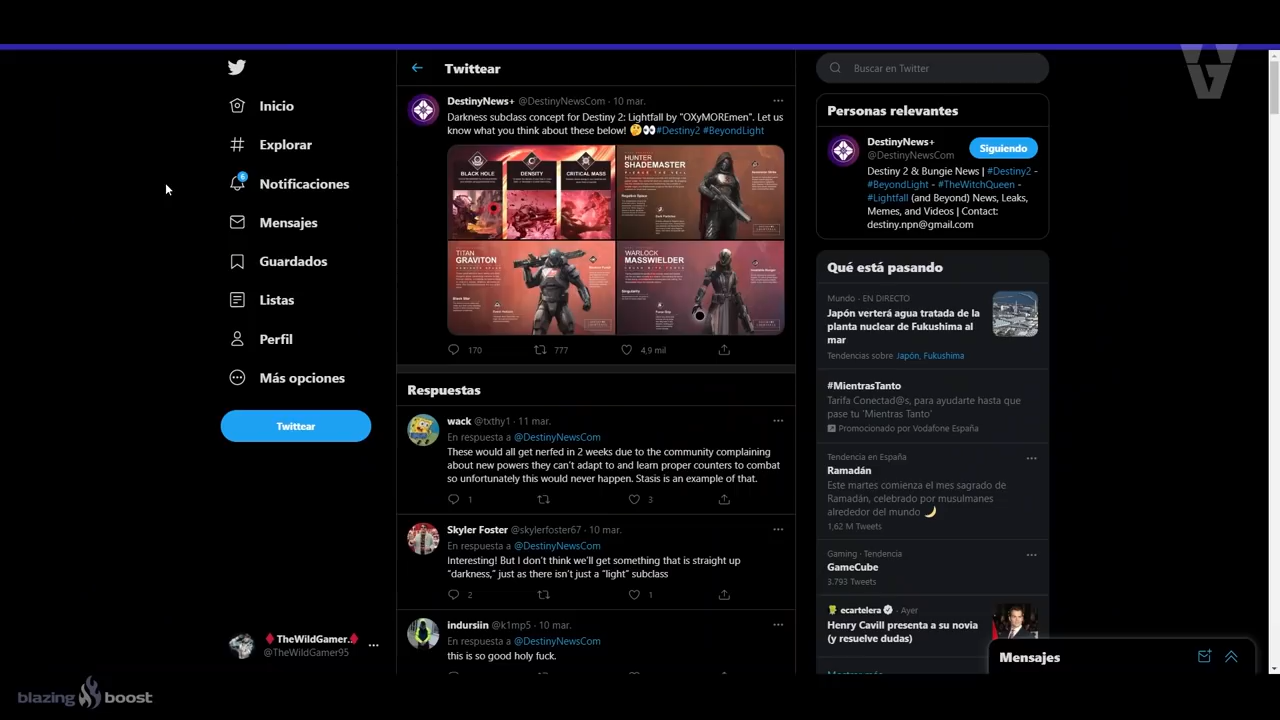 Inicio
Explorar
6
Notificaciones
Mensajes
Guardados
Listas
Perfil
Más opciones
Twittear
TheWildGamer..
@TheWildGamer95
Twittear
DestinyNews+ @DestinyNewsCom · 10 mar.
Darkness subclass concept for Destiny 2: Lightfall by "OXyMOREmen". Let us
know what you think about these below! 🤔👀#Destiny2 #BeyondLight
BLACK HOLE
DENSITY
CRITICAL MASS
HUNTER
SHADEMASTER
TITAN
GRAVITON
WARLOCK
MASSWIELDER
170
777
4,9 mil
Respuestas
wack @txthy1 · 11 mar.
En respuesta a @DestinyNewsCom
These would all get nerfed in 2 weeks due to the community complaining
about new powers they can't adapt to and learn proper counters to combat
so unfortunately this would never happen. Stasis is an example of that.
1
3
Skyler Foster @skylerfoster67 · 10 mar.
En respuesta a @DestinyNewsCom
Interesting! But I don't think we'll get something that is straight up
"darkness," just as there isn't just a "light" subclass
2
1
indursiin @k1mp5 · 10 mar.
En respuesta a @DestinyNewsCom
this is so good holy fuck.
Buscar en Twitter
Personas relevantes
DestinyNews+
@DestinyNewsCom
Siguiendo
Destiny 2 & Bungie News | #Destiny2 -
#BeyondLight - #TheWitchQueen -
#Lightfall (and Beyond) News, Leaks,
Memes, and Videos | Contact:
destiny.npn@gmail.com
Qué está pasando
Mundo · EN DIRECTO
Japón verterá agua tratada de la
planta nuclear de Fukushima al
mar
Tendencias sobre Japón, Fukushima
#MientrasTanto
Tarifa Conectad@s, para ayudarte hasta que
pase tu 'Mientras Tanto'
Promocionado por Vodafone España
Tendencia en España
Ramadán
Este martes comienza el mes sagrado de
Ramadán, celebrado por musulmanes
alrededor del mundo 🌙
1,62 M Tweets
Gaming · Tendencia
GameCube
3.793 Tweets
ecartelera · Ayer
Henry Cavill presenta a su novia
(y resuelve dudas)
Mensajes
blazing boost